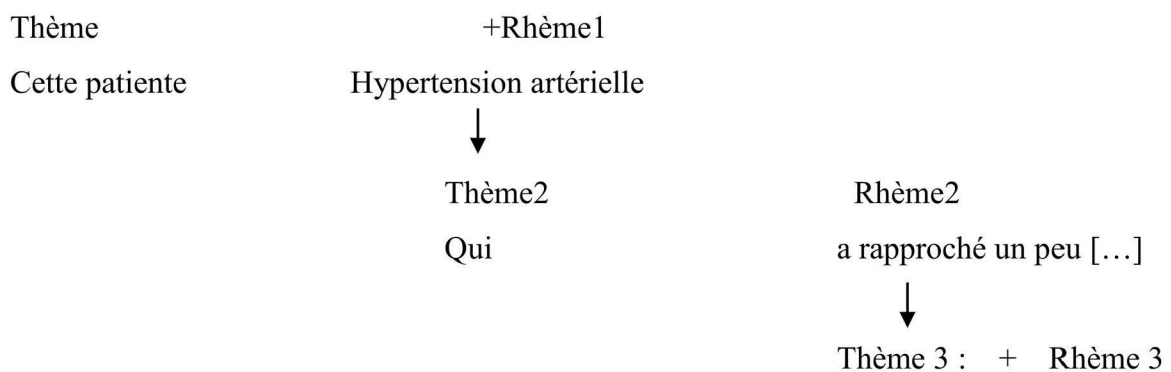 Thème +Rhème1
Cette patiente Hypertension artérielle
Thème2 Rhème2
Qui a rapproché un peu […]
Thème 3 : + Rhème 3